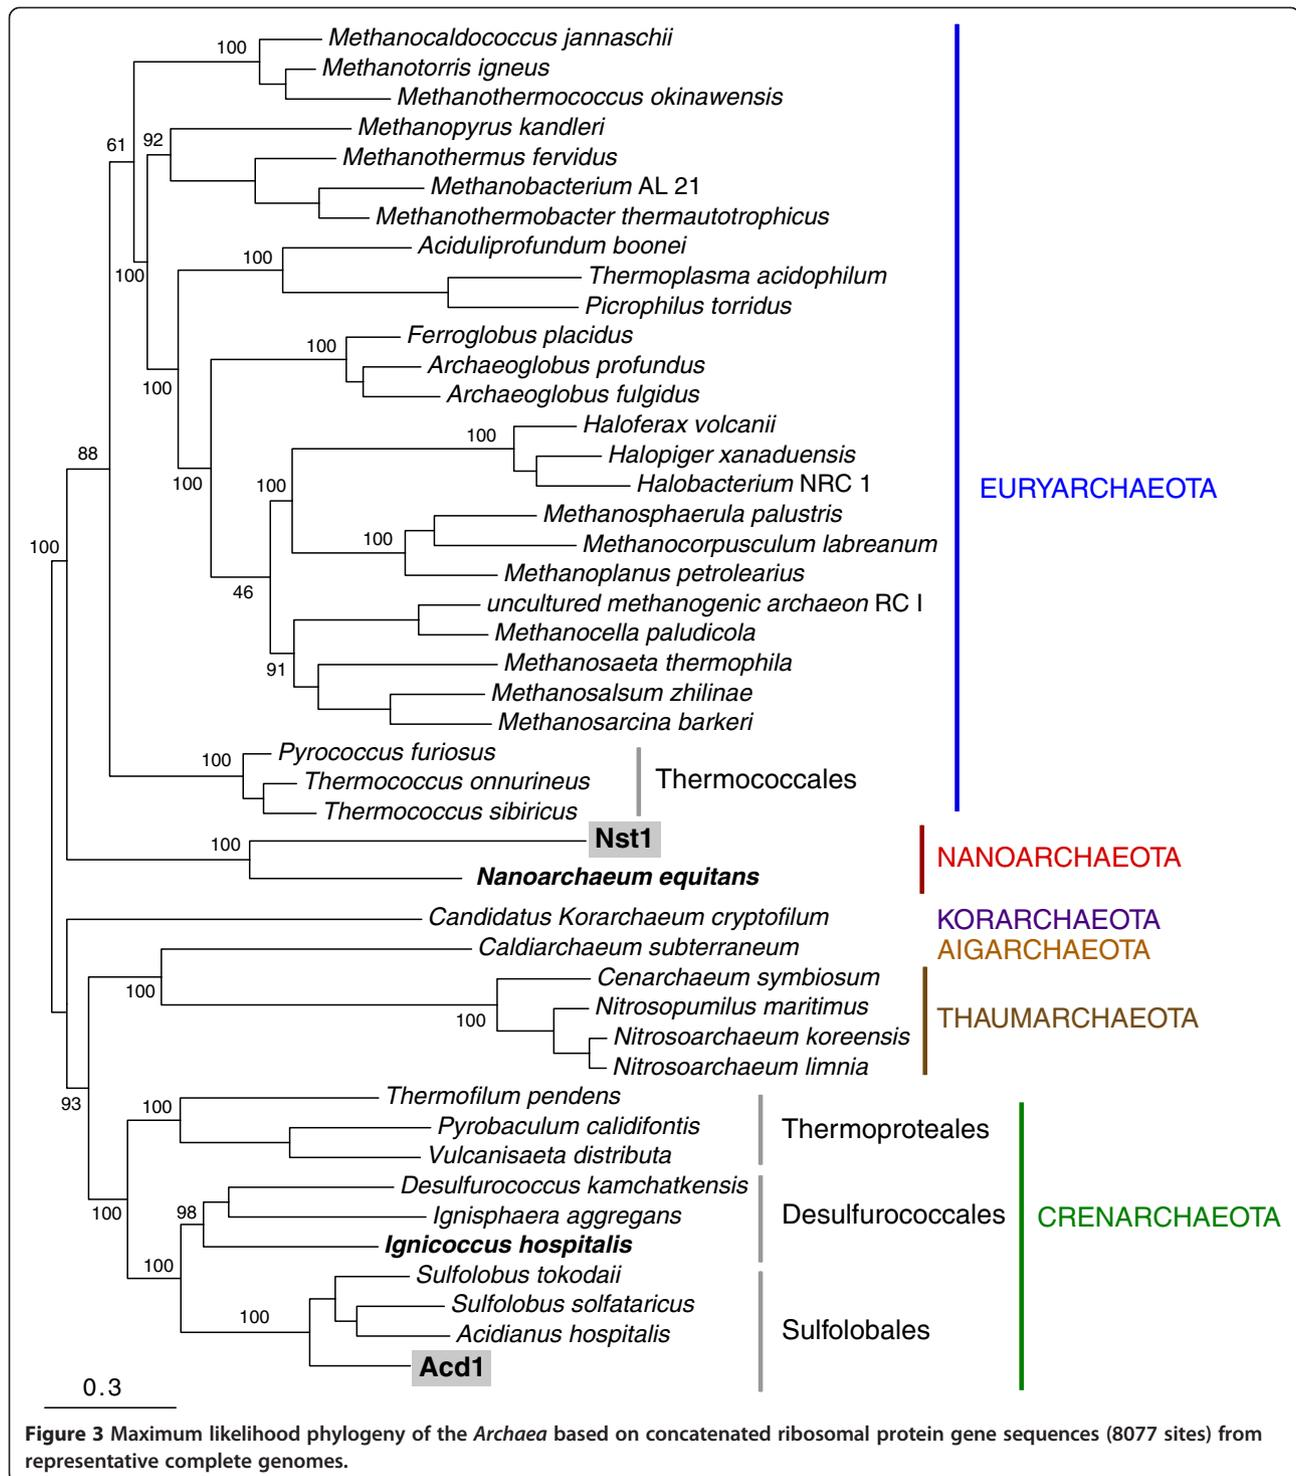 100
Methanocaldococcus jannaschii
Methanotorris igneus
Methanothermococcus okinawensis
61
92
Methanopyrus kandleri
Methanothermus fervidus
Methanobacterium AL 21
Methanothermobacter thermautotrophicus
100
100
Aciduliprofundum boonei
Thermoplasma acidophilum
Picrophilus torridus
100
100
Ferroglobus placidus
Archaeoglobus profundus
Archaeoglobus fulgidus
88
100
100
100
Haloferax volcanii
Halopiger xanaduensis
Halobacterium NRC 1
EURYARCHAEOTA
100
100
Methanosphaerula palustris
Methanocorpusculum labreanum
Methanoplanus petrolearius
46
uncultured methanogenic archaeon RC I
Methanocella paludicola
91
Methanosaeta thermophila
Methanosalsum zhilinae
Methanosarcina barkeri
100
Pyrococcus furiosus
Thermococcus onnurineus
Thermococcus sibiricus
Thermococcales
100
Nst1
Nanoarchaeum equitans
NANOARCHAEOTA
Candidatus Korarchaeum cryptofilum
KORARCHAEOTA
Caldiarchaeum subterraneum
AIGARCHAEOTA
100
100
Cenarchaeum symbiosum
Nitrosopumilus maritimus
Nitrosoarchaeum koreensis
Nitrosoarchaeum limnia
THAUMARCHAEOTA
93
100
Thermofilum pendens
Pyrobaculum calidifontis
Vulcanisaeta distributa
Thermoproteales
100
98
Desulfurococcus kamchatkensis
Ignisphaera aggregans
Ignicoccus hospitalis
Desulfurococcales
CRENARCHAEOTA
100
100
Sulfolobus tokodaii
Sulfolobus solfataricus
Acidianus hospitalis
Acd1
Sulfolobales
0.3
Figure 3 Maximum likelihood phylogeny of the Archaea based on concatenated ribosomal protein gene sequences (8077 sites) from
representative complete genomes.